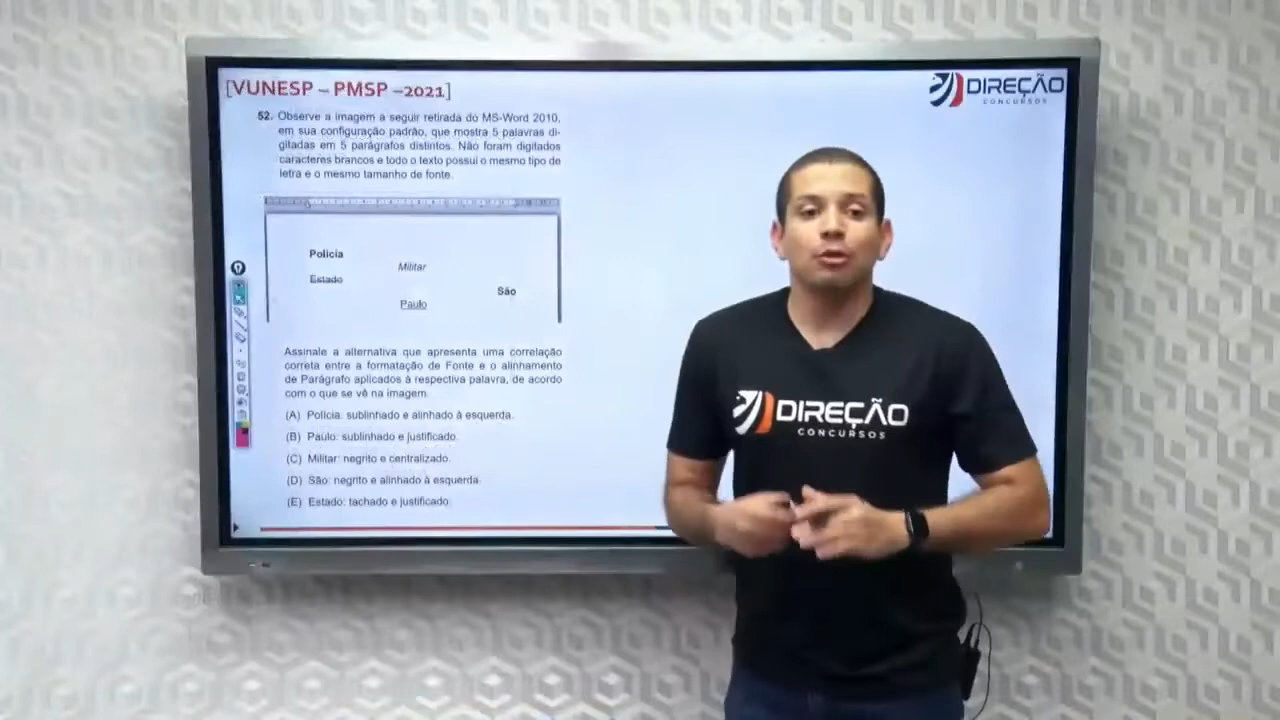 [VUNESP – PMSP –2021]
DIREÇÃO
CONCURSOS
52. Observe a imagem a seguir retirada do MS-Word 2010,
em sua configuração padrão, que mostra 5 palavras di-
gitadas em 5 parágrafos distintos. Não foram digitados
caracteres brancos e todo o texto possui o mesmo tipo de
letra e o mesmo tamanho de fonte.
Polícia
Militar
Estado
São
Paulo
Assinale a alternativa que apresenta uma correlação
correta entre a formatação de Fonte e o alinhamento
de Parágrafo aplicados à respectiva palavra, de acordo
com o que se vê na imagem.
(A) Polícia: sublinhado e alinhado à esquerda.
(B) Paulo: sublinhado e justificado.
(C) Militar: negrito e centralizado.
(D) São: negrito e alinhado à esquerda.
(E) Estado: tachado e justificado.
DIREÇÃO
CONCURSOS